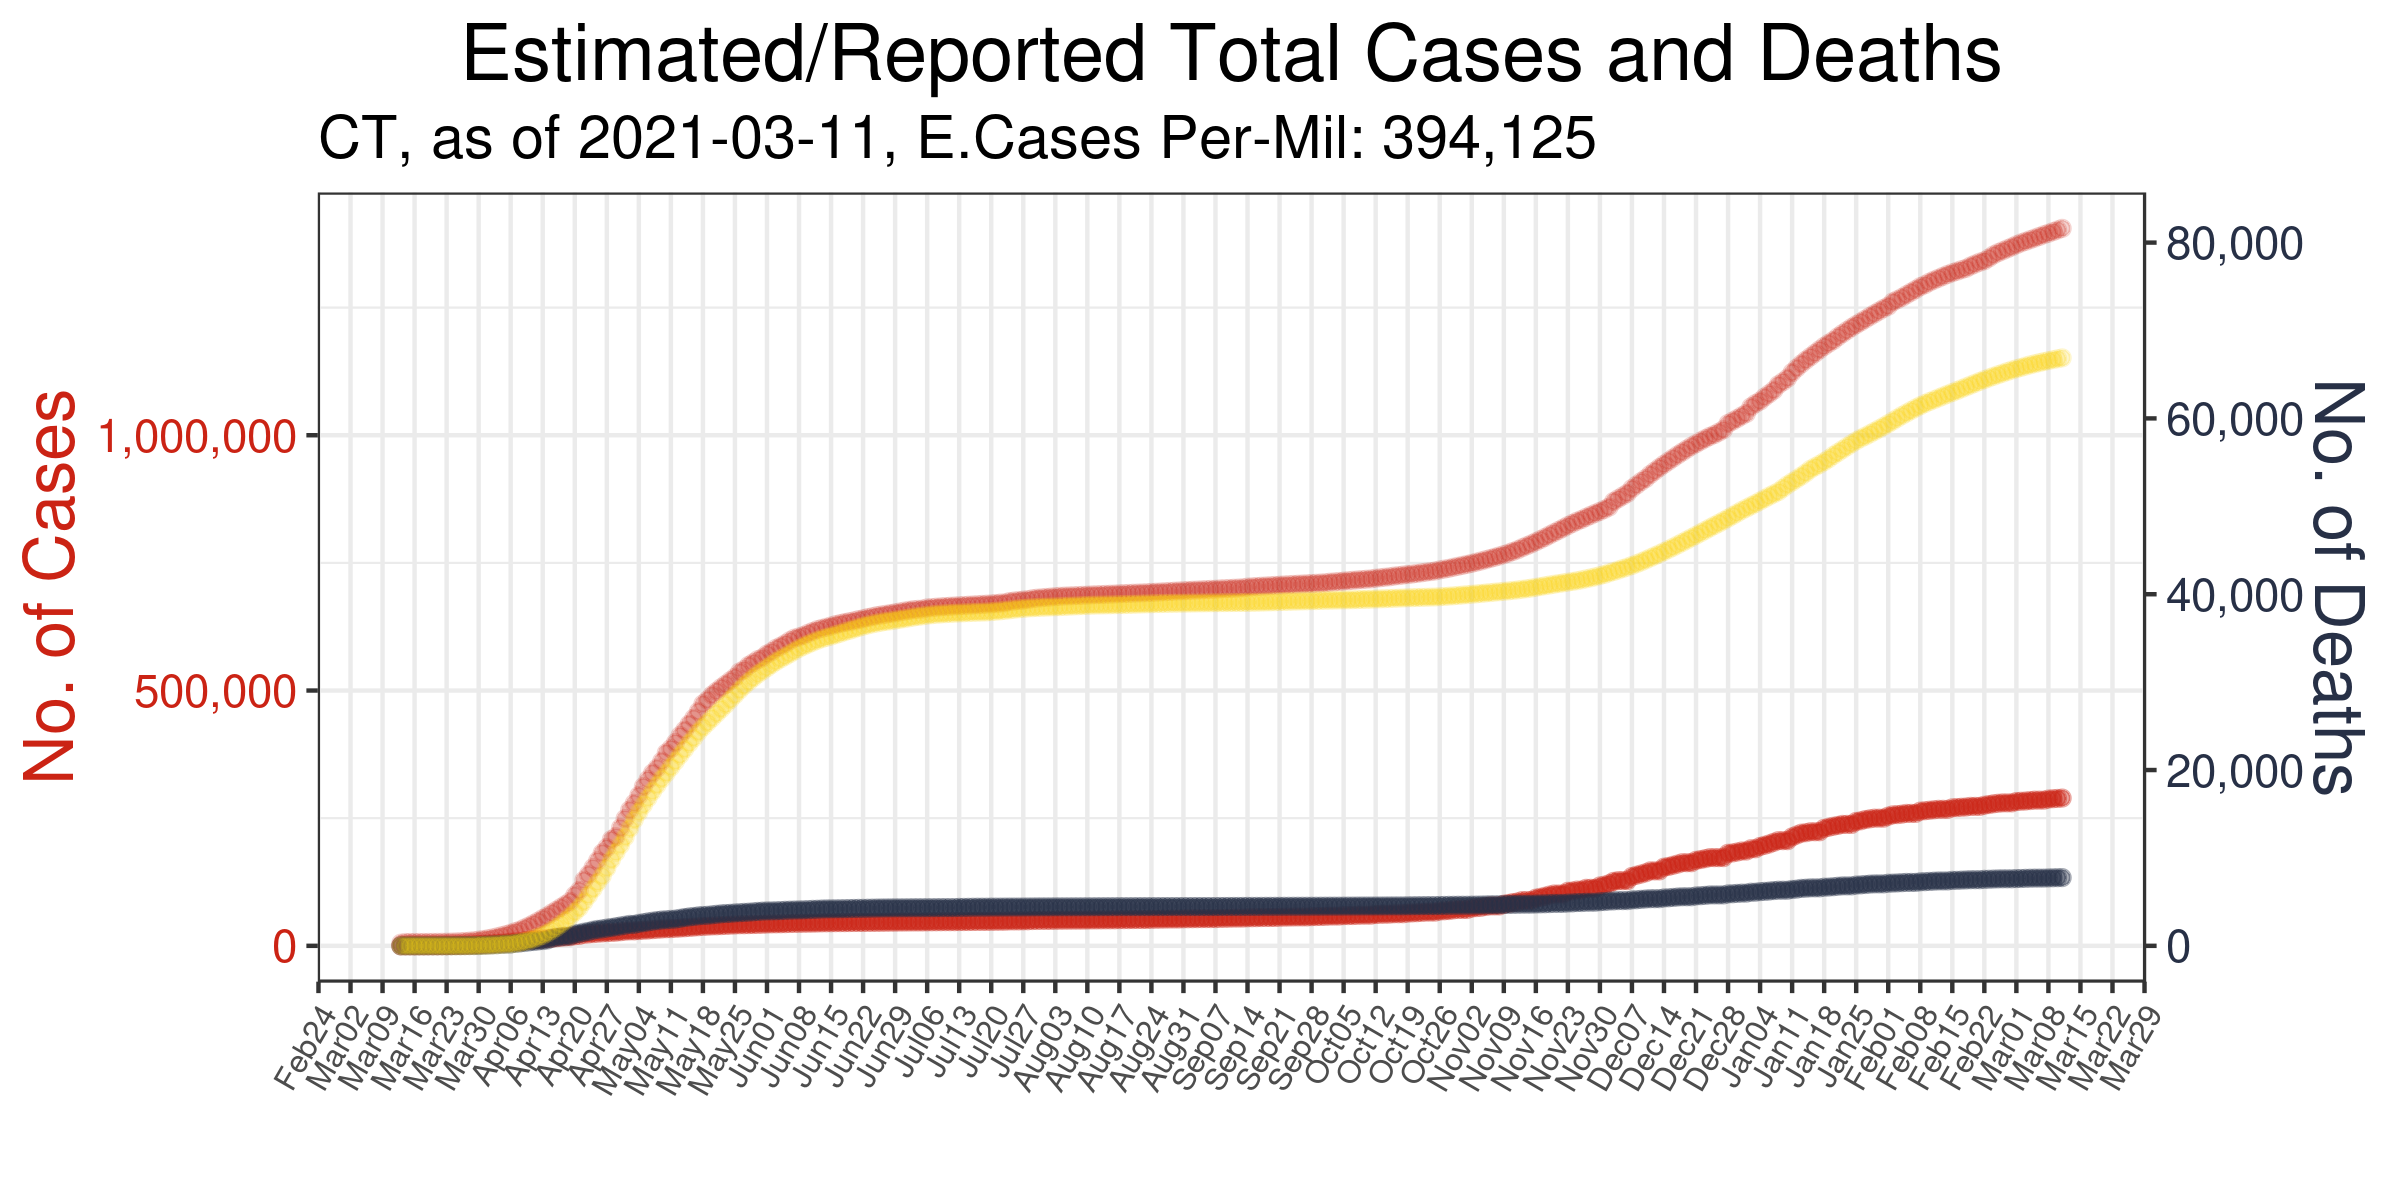 Estimated/Reported Total Cases and Deaths
CT, as of 2021-03-11, E.Cases Per-Mil: 394,125
No. of Cases
1,000,000
500,000
0
80,000
60,000
40,000
20,000
0
No. of Deaths
Feb24
Mar02
Mar09
Mar16
Mar23
Mar30
Apr06
Apr13
Apr20
Apr27
May04
May11
May18
May25
Jun01
Jun08
Jun15
Jun22
Jun29
Jul06
Jul13
Jul20
Jul27
Aug03
Aug10
Aug17
Aug24
Aug31
Sep07
Sep14
Sep21
Sep28
Oct05
Oct12
Oct19
Oct26
Nov02
Nov09
Nov16
Nov23
Nov30
Dec07
Dec14
Dec21
Dec28
Jan04
Jan11
Jan18
Jan25
Feb01
Feb08
Feb15
Feb22
Mar01
Mar08
Mar15
Mar22
Mar29